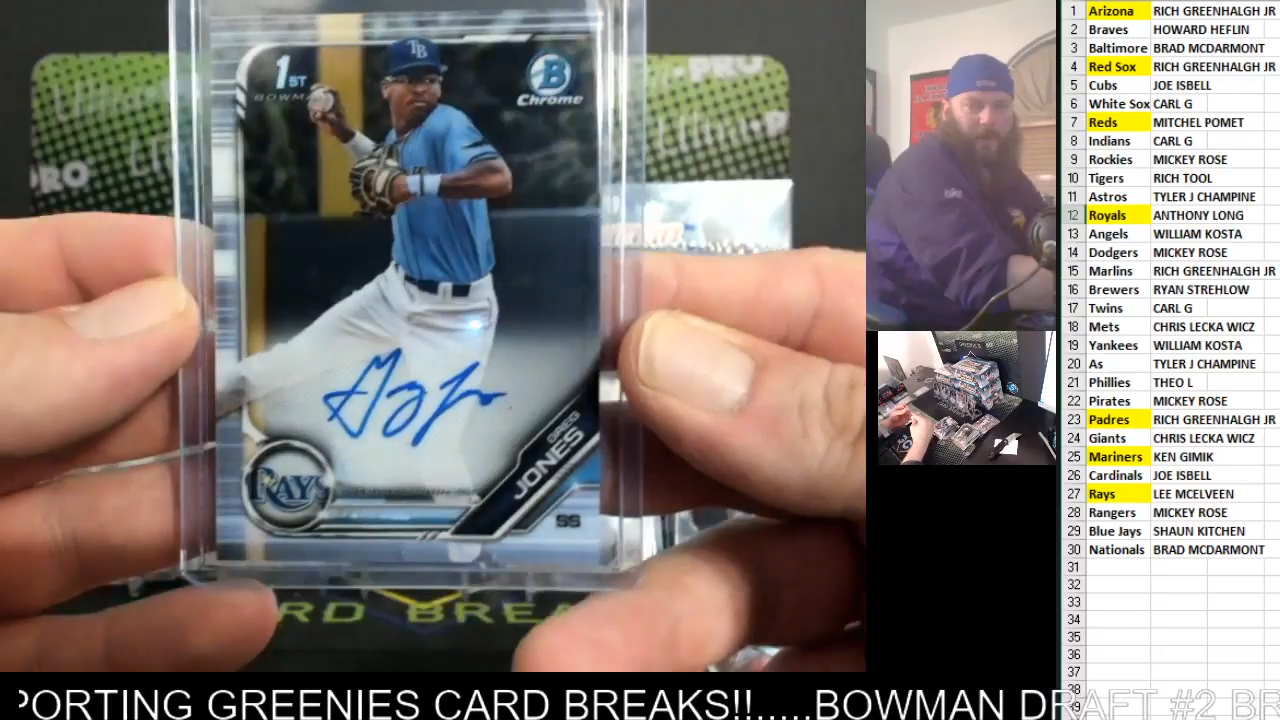 TB
1ST
BOWMAN
B
Chrome
PRO
GREG
JONES
RAYS
SS
RD BREA
1 Arizona RICH GREENHALGH JR
2 Braves HOWARD HEFLIN
3 Baltimore BRAD MCDARMONT
4 Red Sox RICH GREENHALGH JR
5 Cubs JOE ISBELL
6 White Sox CARL G
7 Reds MITCHEL POMET
8 Indians CARL G
9 Rockies MICKEY ROSE
10 Tigers RICH TOOL
11 Astros TYLER J CHAMPINE
12 Royals ANTHONY LONG
13 Angels WILLIAM KOSTA
14 Dodgers MICKEY ROSE
15 Marlins RICH GREENHALGH JR
16 Brewers RYAN STREHLOW
17 Twins CARL G
18 Mets CHRIS LECKA WICZ
19 Yankees WILLIAM KOSTA
20 As TYLER J CHAMPINE
21 Phillies THEO L
22 Pirates MICKEY ROSE
23 Padres RICH GREENHALGH JR
24 Giants CHRIS LECKA WICZ
25 Mariners KEN GIMIK
26 Cardinals JOE ISBELL
27 Rays LEE MCELVEEN
28 Rangers MICKEY ROSE
29 Blue Jays SHAUN KITCHEN
30 Nationals BRAD MCDARMONT
31
32
33
34
35
36
37
38
39
PORTING GREENIES CARD BREAKS!!.....BOWMAN DRAFT #2 BR